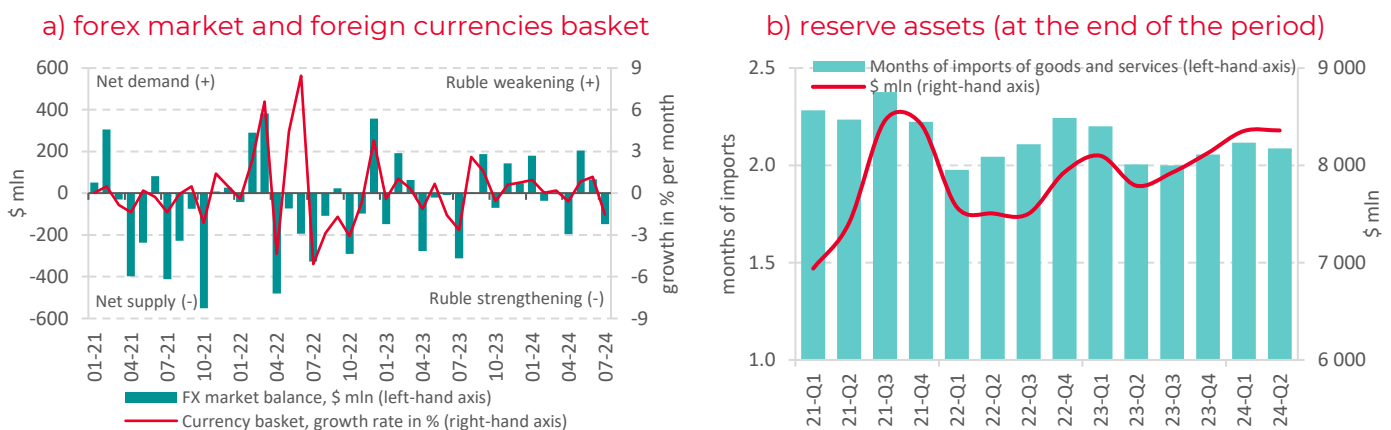 a) forex market and foreign currencies basket
600
400
200
0
-200
-400
-600
$ mln
Net demand (+)
Ruble weakening (+)
Net supply (-)
Ruble strengthening (-)
9
6
3
0
-3
-6
-9
growth in % per month
01-21
04-21
07-21
10-21
01-22
04-22
07-22
10-22
01-23
04-23
07-23
10-23
01-24
04-24
07-24
FX market balance, $ mln (left-hand axis)
Currency basket, growth rate in % (right-hand axis)
b) reserve assets (at the end of the period)
2.5
2.0
1.5
1.0
months of imports
Months of imports of goods and services (left-hand axis)
$ mln (right-hand axis)
9 000
8 000
7 000
6 000
$ mln
21-Q1
21-Q2
21-Q3
21-Q4
22-Q1
22-Q2
22-Q3
22-Q4
23-Q1
23-Q2
23-Q3
23-Q4
24-Q1
24-Q2